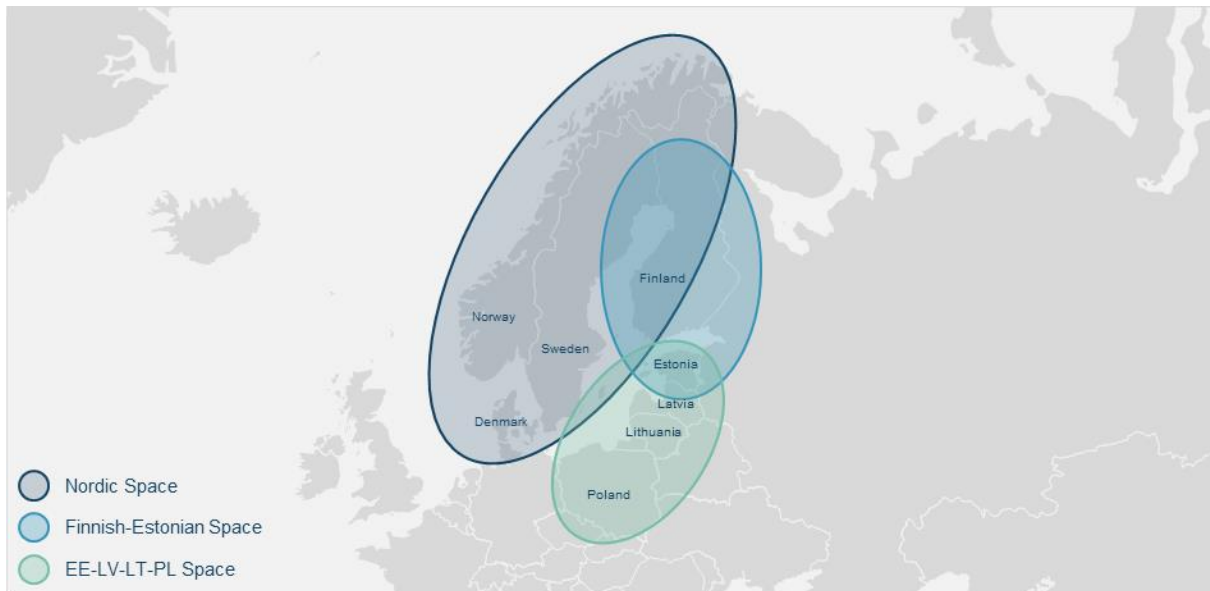 Finland
Norway
Sweden
Estonia
Latvia
Denmark
Lithuania
Poland
Nordic Space
Finnish-Estonian Space
EE-LV-LT-PL Space